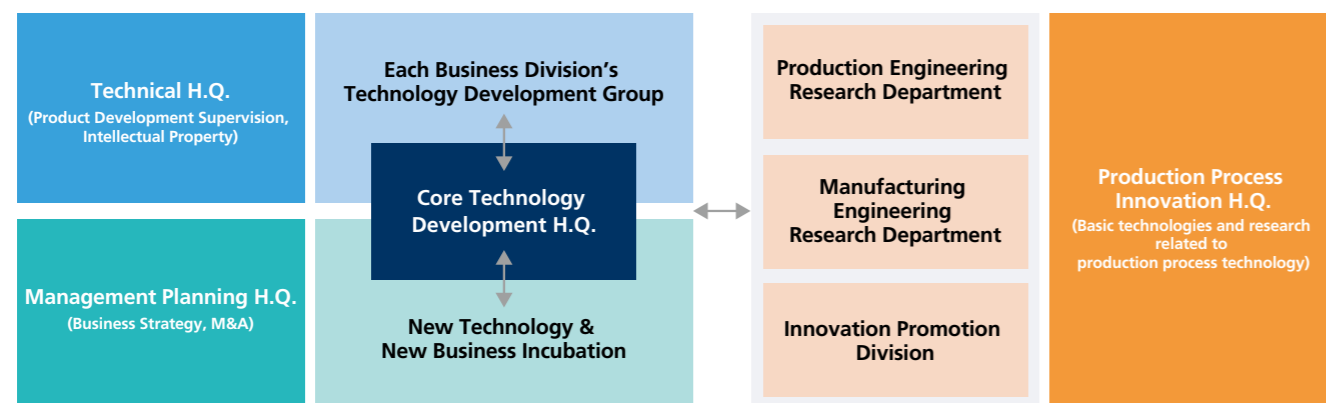 Technical H.Q.
(Product Development Supervision,
Intellectual Property)
Management Planning H.Q.
(Business Strategy, M&A)
Each Business Division's
Technology Development Group
Core Technology
Development H.Q.
New Technology &
New Business Incubation
Production Engineering
Research Department
Manufacturing
Engineering
Research Department
Innovation Promotion
Division
Production Process
Innovation H.Q.
(Basic technologies and research
related to
production process technology)